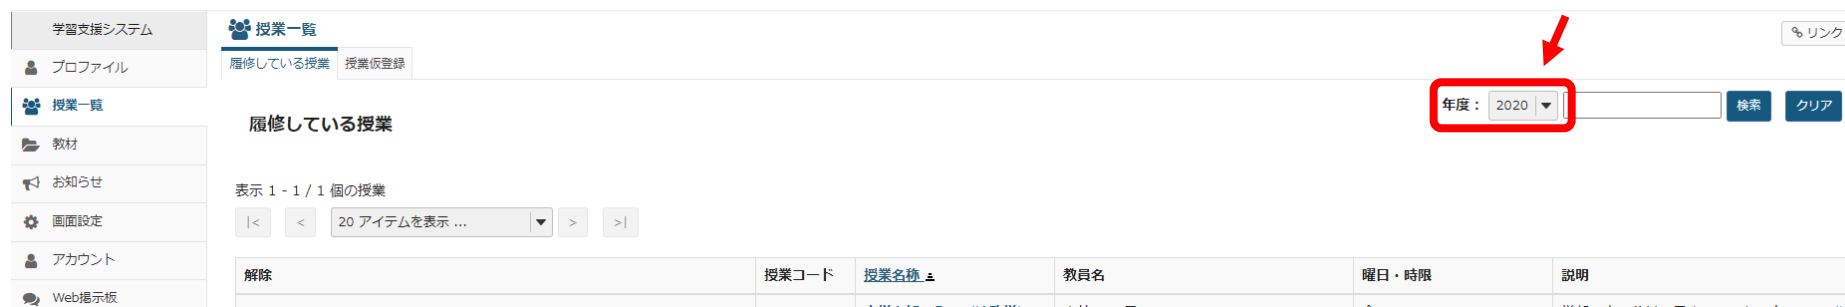 学習支援システム
プロファイル
授業一覧
教材
お知らせ
画面設定
アカウント
Web掲示板
授業一覧
リンク
履修している授業 授業仮登録
年度： 2020 検索 クリア
履修している授業
表示 1 - 1 / 1 個の授業
|< < 20 アイテムを表示 ... > >|
解除 授業コード 授業名称 教員名 曜日・時限 説明